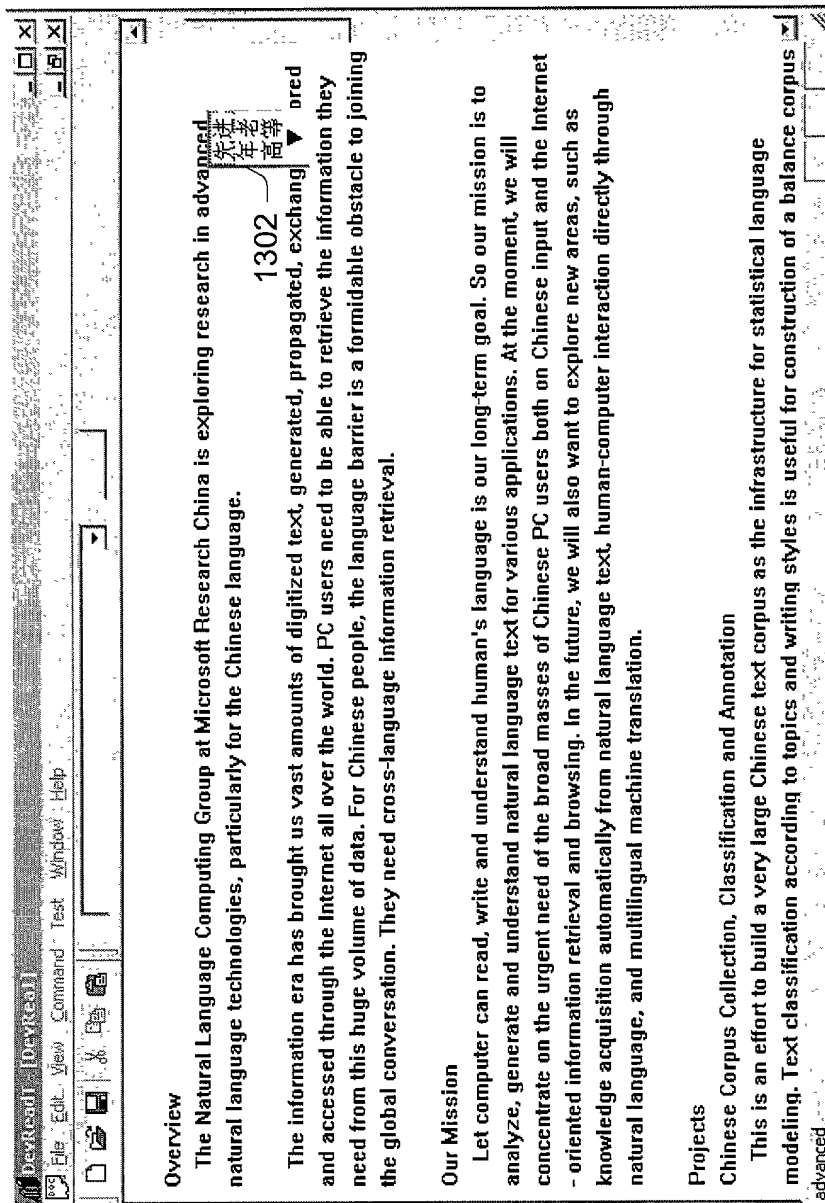 DevRead1 - [DevRead1]
File Edit View Command Test Window Help
Overview
The Natural Language Computing Group at Microsoft Research China is exploring research in advanced
natural language technologies, particularly for the Chinese language.
先进
年老
高等
▼
1302
The information era has brought us vast amounts of digitized text, generated, propagated, exchang ored
and accessed through the Internet all over the world. PC users need to be able to retrieve the information they
need from this huge volume of data. For Chinese people, the language barrier is a formidable obstacle to joining
the global conversation. They need cross-language information retrieval.
Our Mission
Let computer can read, write and understand human's language is our long-term goal. So our mission is to
analyze, generate and understand natural language text for various applications. At the moment, we will
concentrate on the urgent need of the broad masses of Chinese PC users both on Chinese input and the Internet
- oriented information retrieval and browsing. In the future, we will also want to explore new areas, such as
knowledge acquisition automatically from natural language text, human-computer interaction directly through
natural language, and multilingual machine translation.
Projects
Chinese Corpus Collection, Classification and Annotation
This is an effort to build a very large Chinese text corpus as the infrastructure for statistical language
modeling. Text classification according to topics and writing styles is useful for construction of a balance corpus
advanced